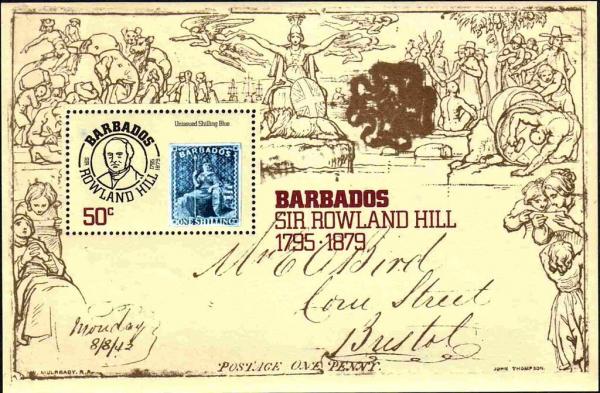 BARBADOS
SIR ROWLAND HILL 1795 1879
50c
Unissued Shilling Blue
ONE SHILLING
BARBADOS
SIR ROWLAND HILL
1795·1879
Mr E O Bird
Corn Street
Bristol
Monday
8/8/43
POSTAGE ONE PENNY.
W. MULREADY, R.A.
JOHN THOMPSON.